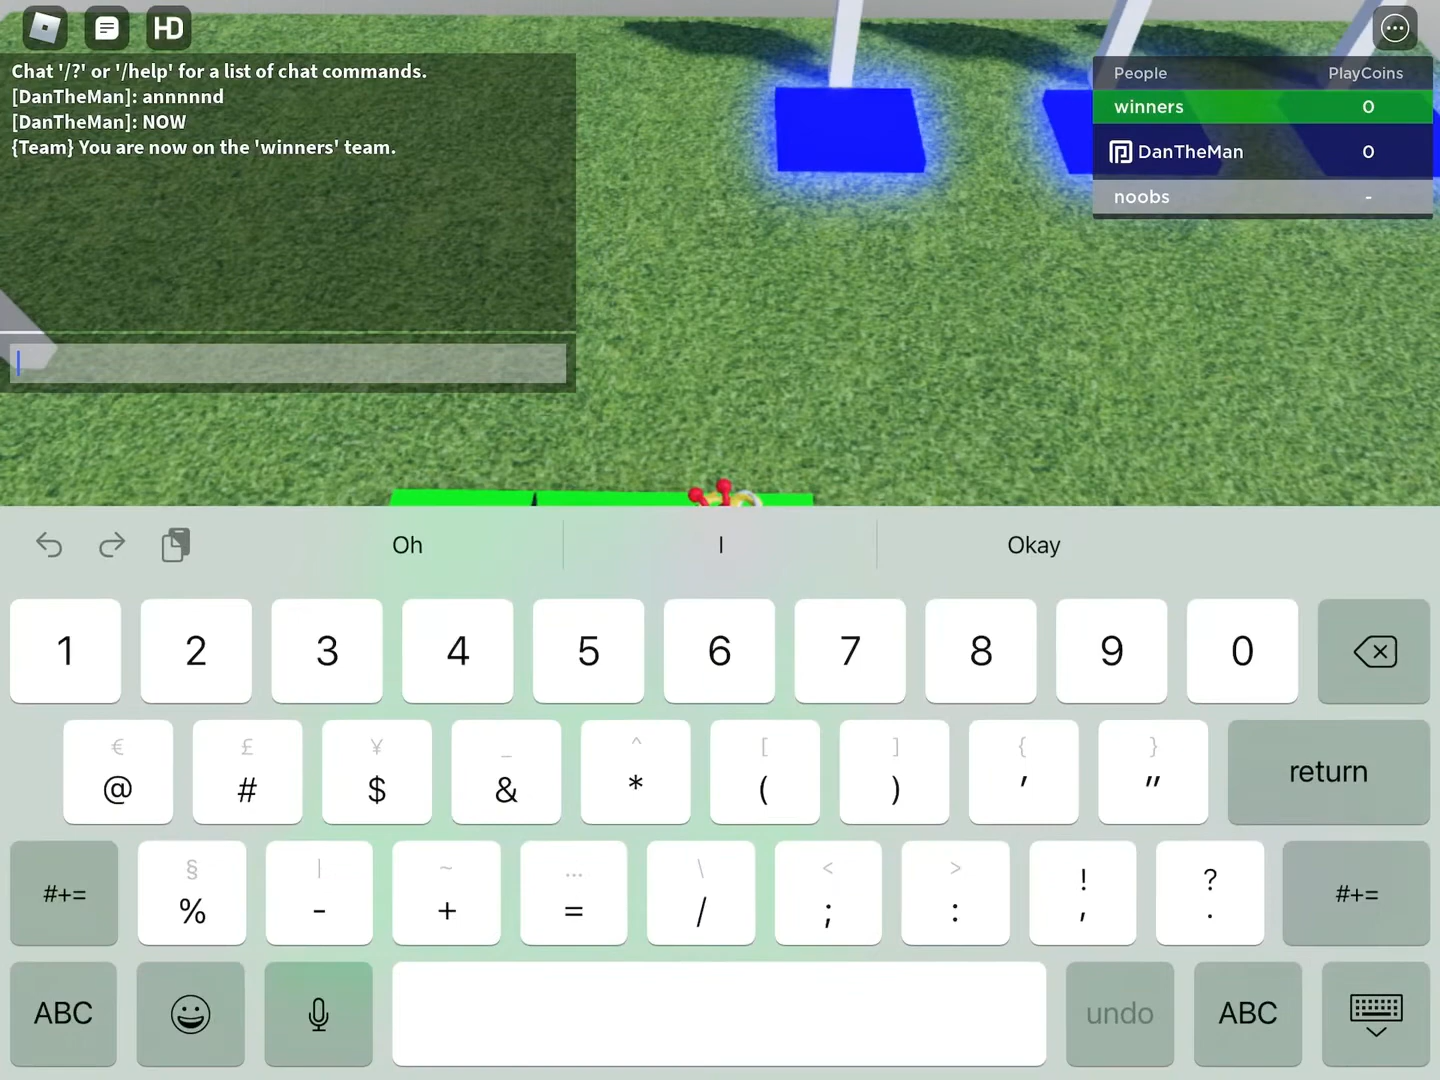 HD
Chat '/?' or '/help' for a list of chat commands.
[DanTheMan]: annnnnd
[DanTheMan]: NOW
{Team} You are now on the 'winners' team.
People PlayCoins
winners 0
DanTheMan 0
noobs -
Oh I Okay
1 2 3 4 5 6 7 8 9 0
€ £ ¥ _ ^ [ ] { }
@ # $ & * ( ) ' " return
§ | ~ … \ < > ! ?
#+= % - + = / ; : , . #+=
ABC undo ABC